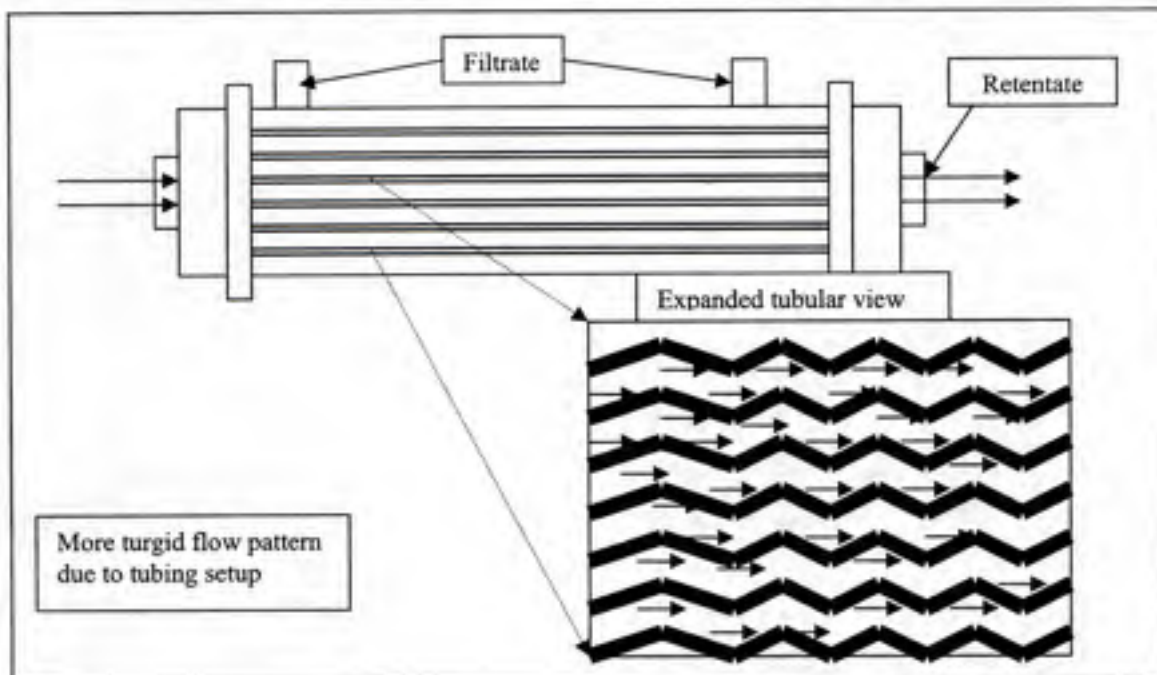 Filtrate
Retentate
Expanded tubular view
More turgid flow pattern
due to tubing setup